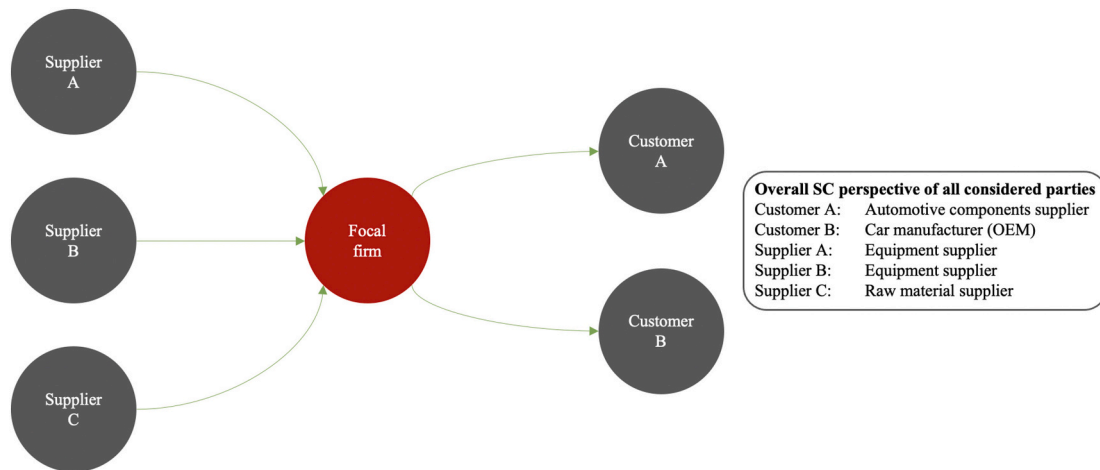 Supplier
A
Supplier
B
Supplier
C
Focal
firm
Customer
A
Customer
B
Overall SC perspective of all considered parties
Customer A: Automotive components supplier
Customer B: Car manufacturer (OEM)
Supplier A: Equipment supplier
Supplier B: Equipment supplier
Supplier C: Raw material supplier